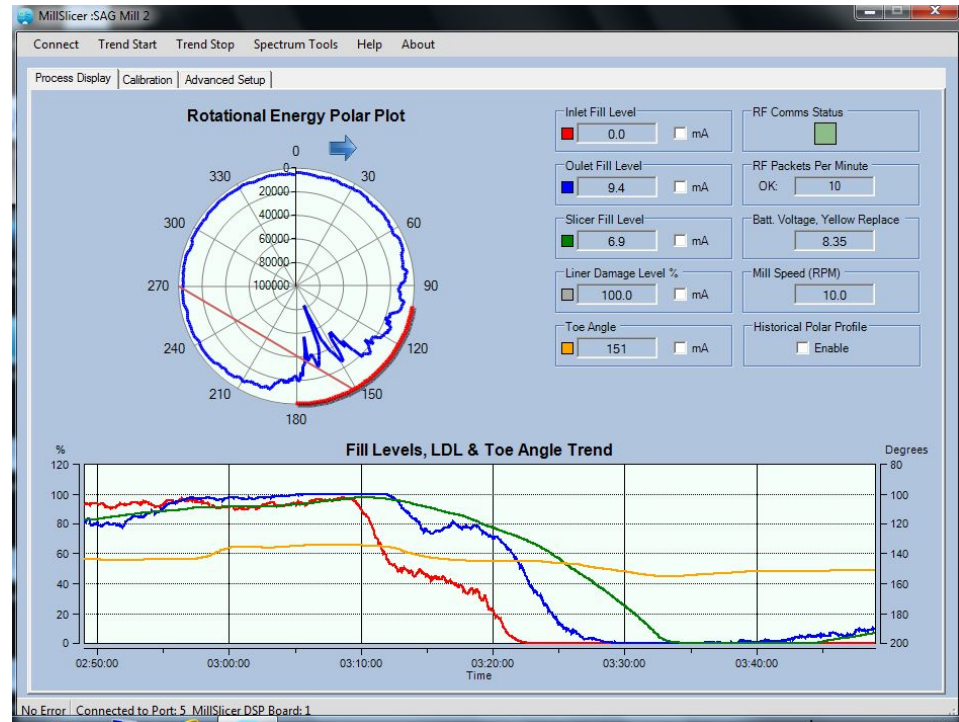 MillSlicer :SAG Mill 2
Connect Trend Start Trend Stop Spectrum Tools Help About
Process Display Calibration Advanced Setup
Rotational Energy Polar Plot
0
330 30
300 60
270 90
240 120
210 150
180
0
20000
40000
60000
80000
100000
Inlet Fill Level
0.0 mA
Oulet Fill Level
9.4 mA
Slicer Fill Level
6.9 mA
Liner Damage Level %
100.0 mA
Toe Angle
151 mA
RF Comms Status
RF Packets Per Minute
OK: 10
Batt. Voltage, Yellow Replace
8.35
Mill Speed (RPM)
10.0
Historical Polar Profile
Enable
Fill Levels, LDL & Toe Angle Trend
% Degrees
120 80
100 100
80 120
60 140
40 160
20 180
0 200
02:50:00 03:00:00 03:10:00 03:20:00 03:30:00 03:40:00
Time
No Error Connected to Port: 5 MillSlicer DSP Board: 1